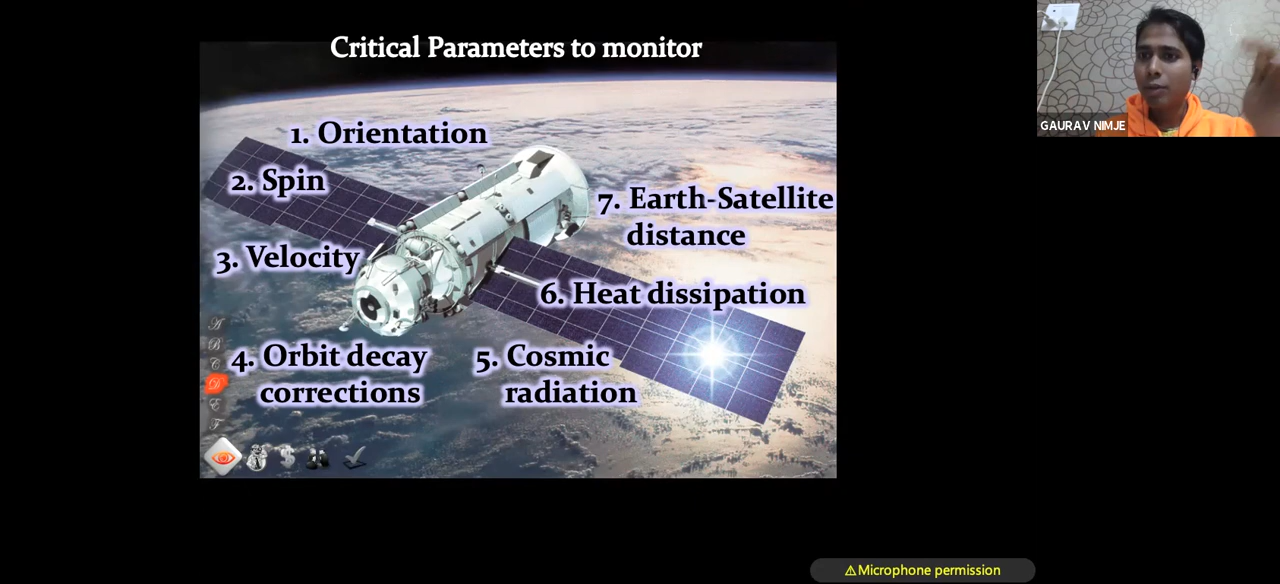 Critical Parameters to monitor
GAURAV NIMJE
1. Orientation
2. Spin
7. Earth-Satellite
distance
3. Velocity
6. Heat dissipation
4. Orbit decay
corrections
5. Cosmic
radiation
A
B
C
D
E
F
⚠Microphone permission